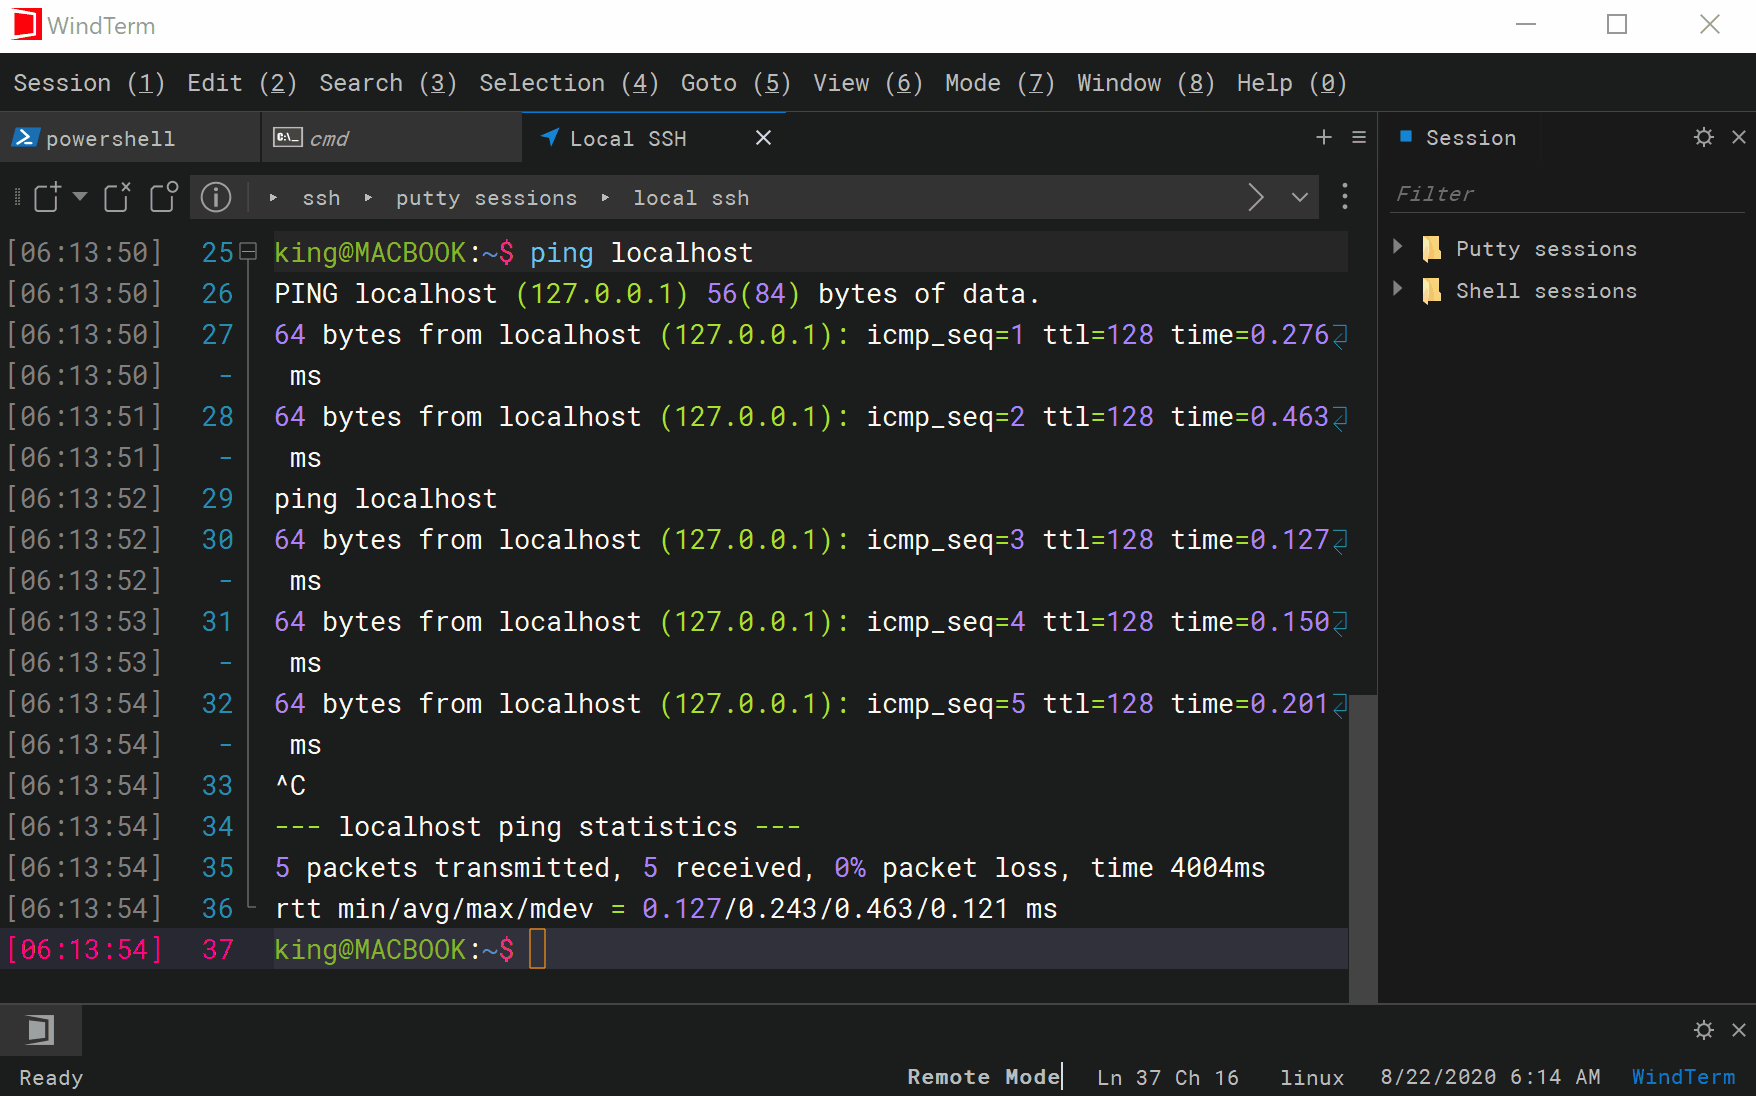 WindTerm
Session (1) Edit (2) Search (3) Selection (4) Goto (5) View (6) Mode (7) Window (8) Help (0)
powershell
C:\_ cmd
Local SSH
Session
ssh putty sessions local ssh
Filter
Putty sessions
Shell sessions
[06:13:50] 25 king@MACBOOK:~$ ping localhost
[06:13:50] 26 PING localhost (127.0.0.1) 56(84) bytes of data.
[06:13:50] 27 64 bytes from localhost (127.0.0.1): icmp_seq=1 ttl=128 time=0.276
[06:13:50] - ms
[06:13:51] 28 64 bytes from localhost (127.0.0.1): icmp_seq=2 ttl=128 time=0.463
[06:13:51] - ms
[06:13:52] 29 ping localhost
[06:13:52] 30 64 bytes from localhost (127.0.0.1): icmp_seq=3 ttl=128 time=0.127
[06:13:52] - ms
[06:13:53] 31 64 bytes from localhost (127.0.0.1): icmp_seq=4 ttl=128 time=0.150
[06:13:53] - ms
[06:13:54] 32 64 bytes from localhost (127.0.0.1): icmp_seq=5 ttl=128 time=0.201
[06:13:54] - ms
[06:13:54] 33 ^C
[06:13:54] 34 --- localhost ping statistics ---
[06:13:54] 35 5 packets transmitted, 5 received, 0% packet loss, time 4004ms
[06:13:54] 36 rtt min/avg/max/mdev = 0.127/0.243/0.463/0.121 ms
[06:13:54] 37 king@MACBOOK:~$
Ready
Remote Mode Ln 37 Ch 16 linux 8/22/2020 6:14 AM WindTerm